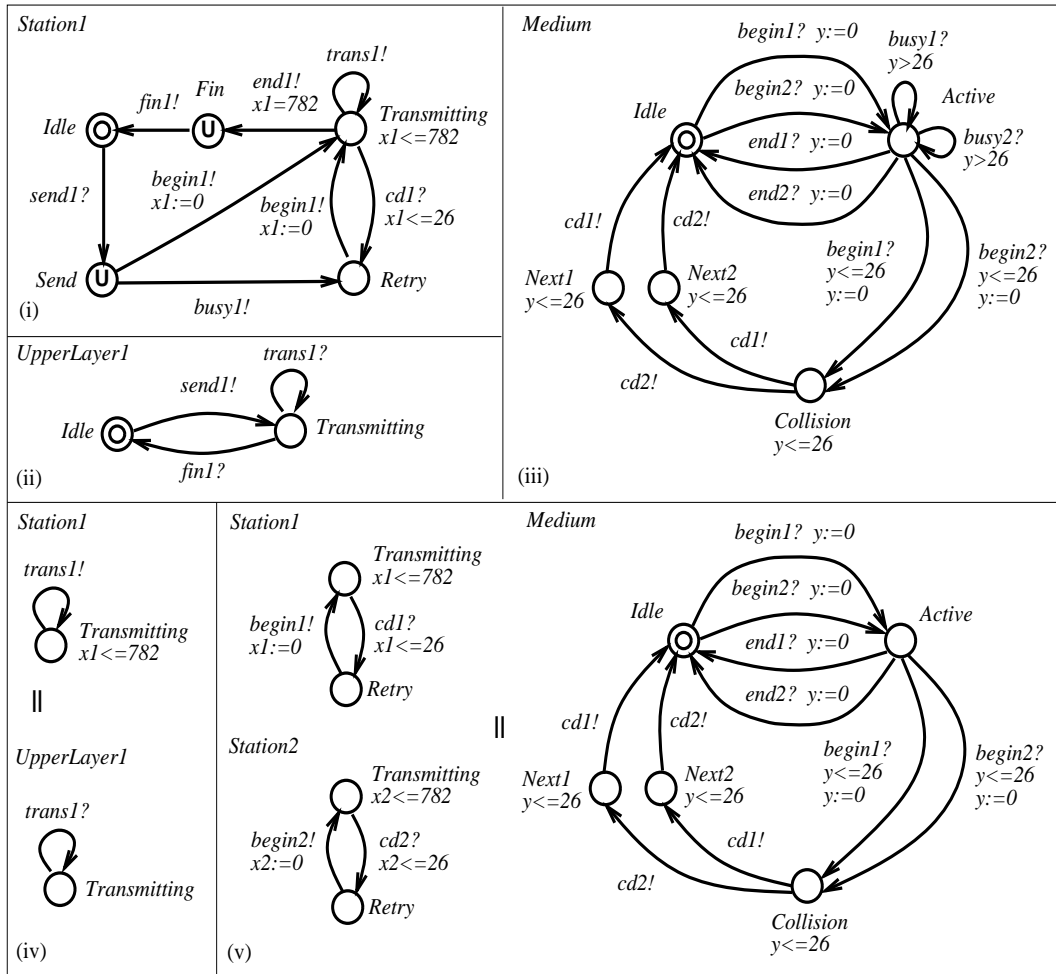 Station1
trans1!
Fin
end1!
x1=782
fin1!
Idle
U
Transmitting
x1<=782
send1?
begin1!
x1:=0
begin1!
x1:=0
cd1?
x1<=26
Send
U
Retry
busy1!
(i)
UpperLayer1
trans1?
send1!
Idle
Transmitting
fin1?
(ii)
Medium
begin1? y:=0
busy1?
y>26
begin2? y:=0
Active
Idle
end1? y:=0
busy2?
y>26
end2? y:=0
cd1!
cd2!
begin1?
y<=26
y:=0
begin2?
y<=26
y:=0
Next1
y<=26
Next2
y<=26
cd1!
cd2!
Collision
y<=26
(iii)
Station1
trans1!
Transmitting
x1<=782
||
UpperLayer1
trans1?
Transmitting
(iv)
Station1
Transmitting
x1<=782
begin1!
x1:=0
cd1?
x1<=26
Retry
||
Station2
Transmitting
x2<=782
begin2!
x2:=0
cd2?
x2<=26
Retry
(v)
Medium
begin1? y:=0
begin2? y:=0
Idle
Active
end1? y:=0
end2? y:=0
cd1!
cd2!
begin1?
y<=26
y:=0
begin2?
y<=26
y:=0
Next1
y<=26
Next2
y<=26
cd1!
cd2!
Collision
y<=26